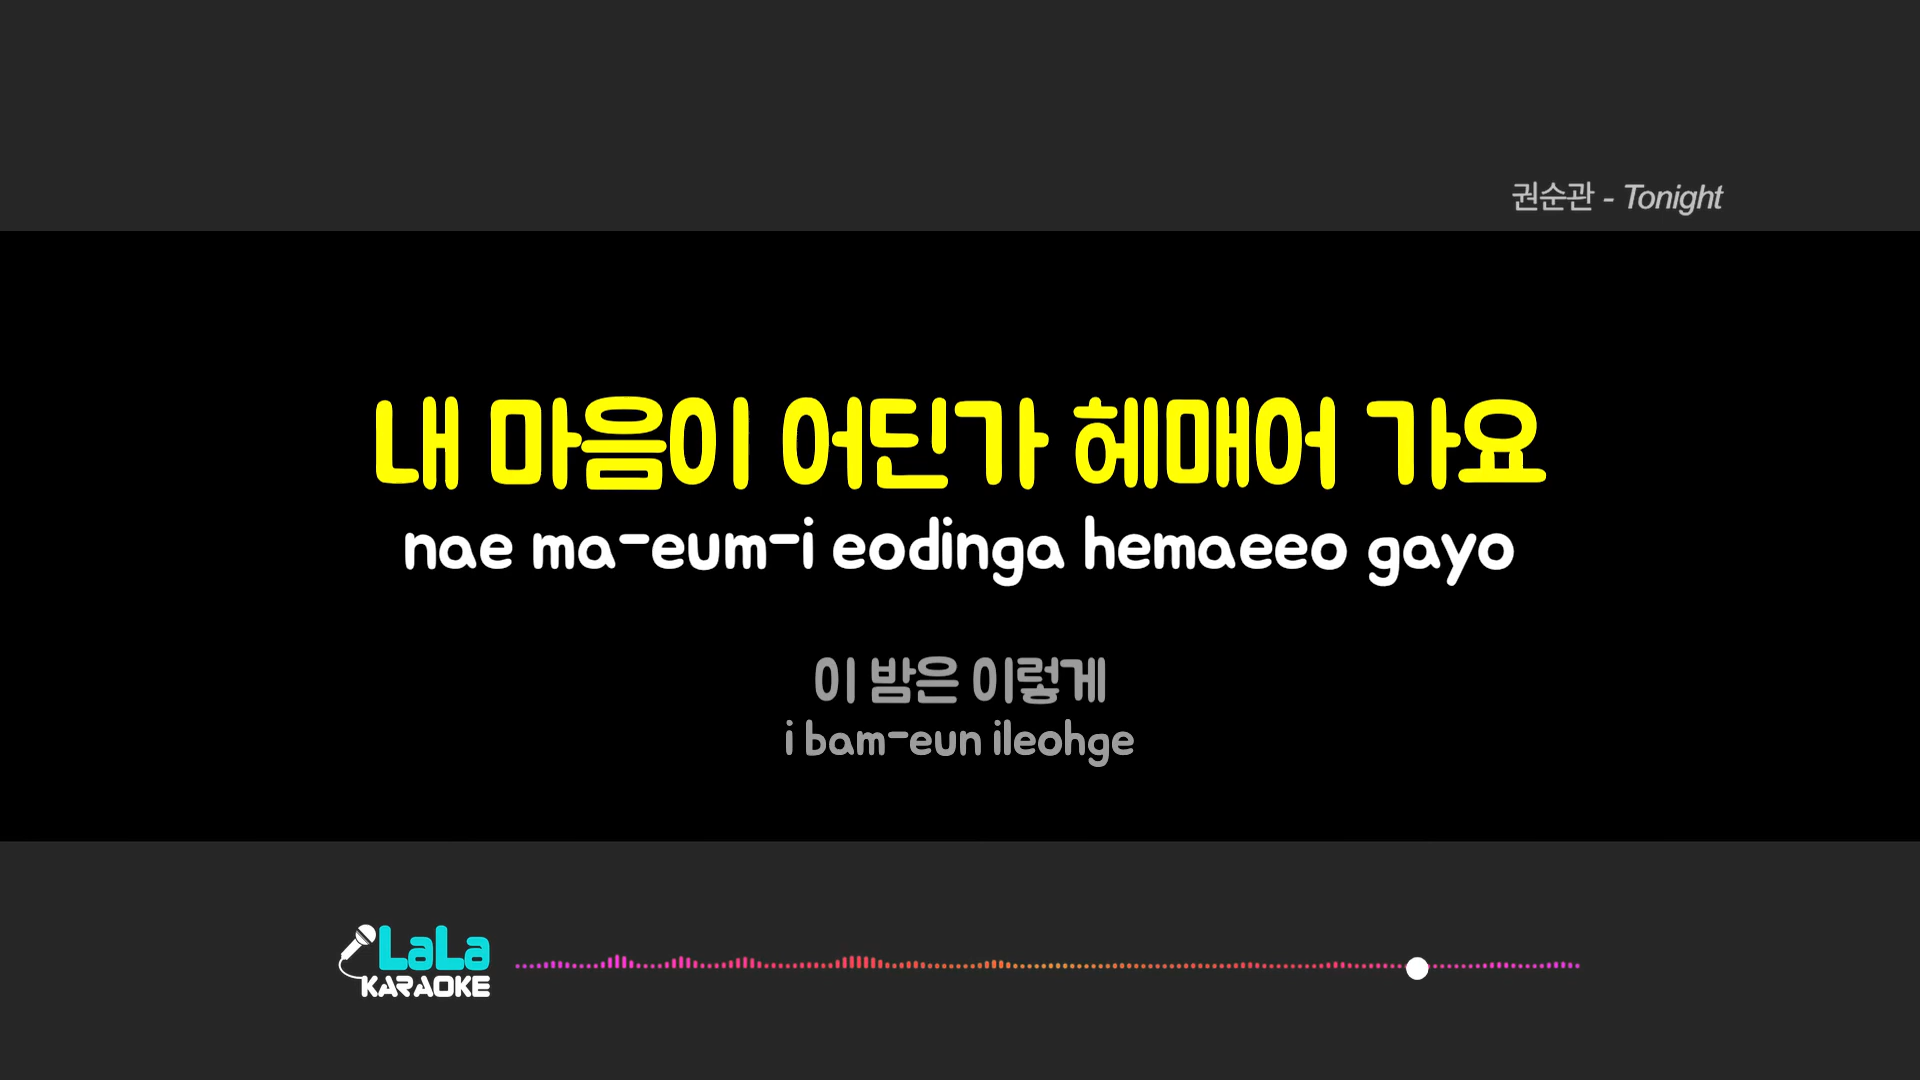 권순관 - Tonight
내 마음이 어딘가 헤매어 가요
nae ma-eum-i eodinga hemaeeo gayo
이 밤은 이렇게
i bam-eun ileohge
LaLa
KARAOKE